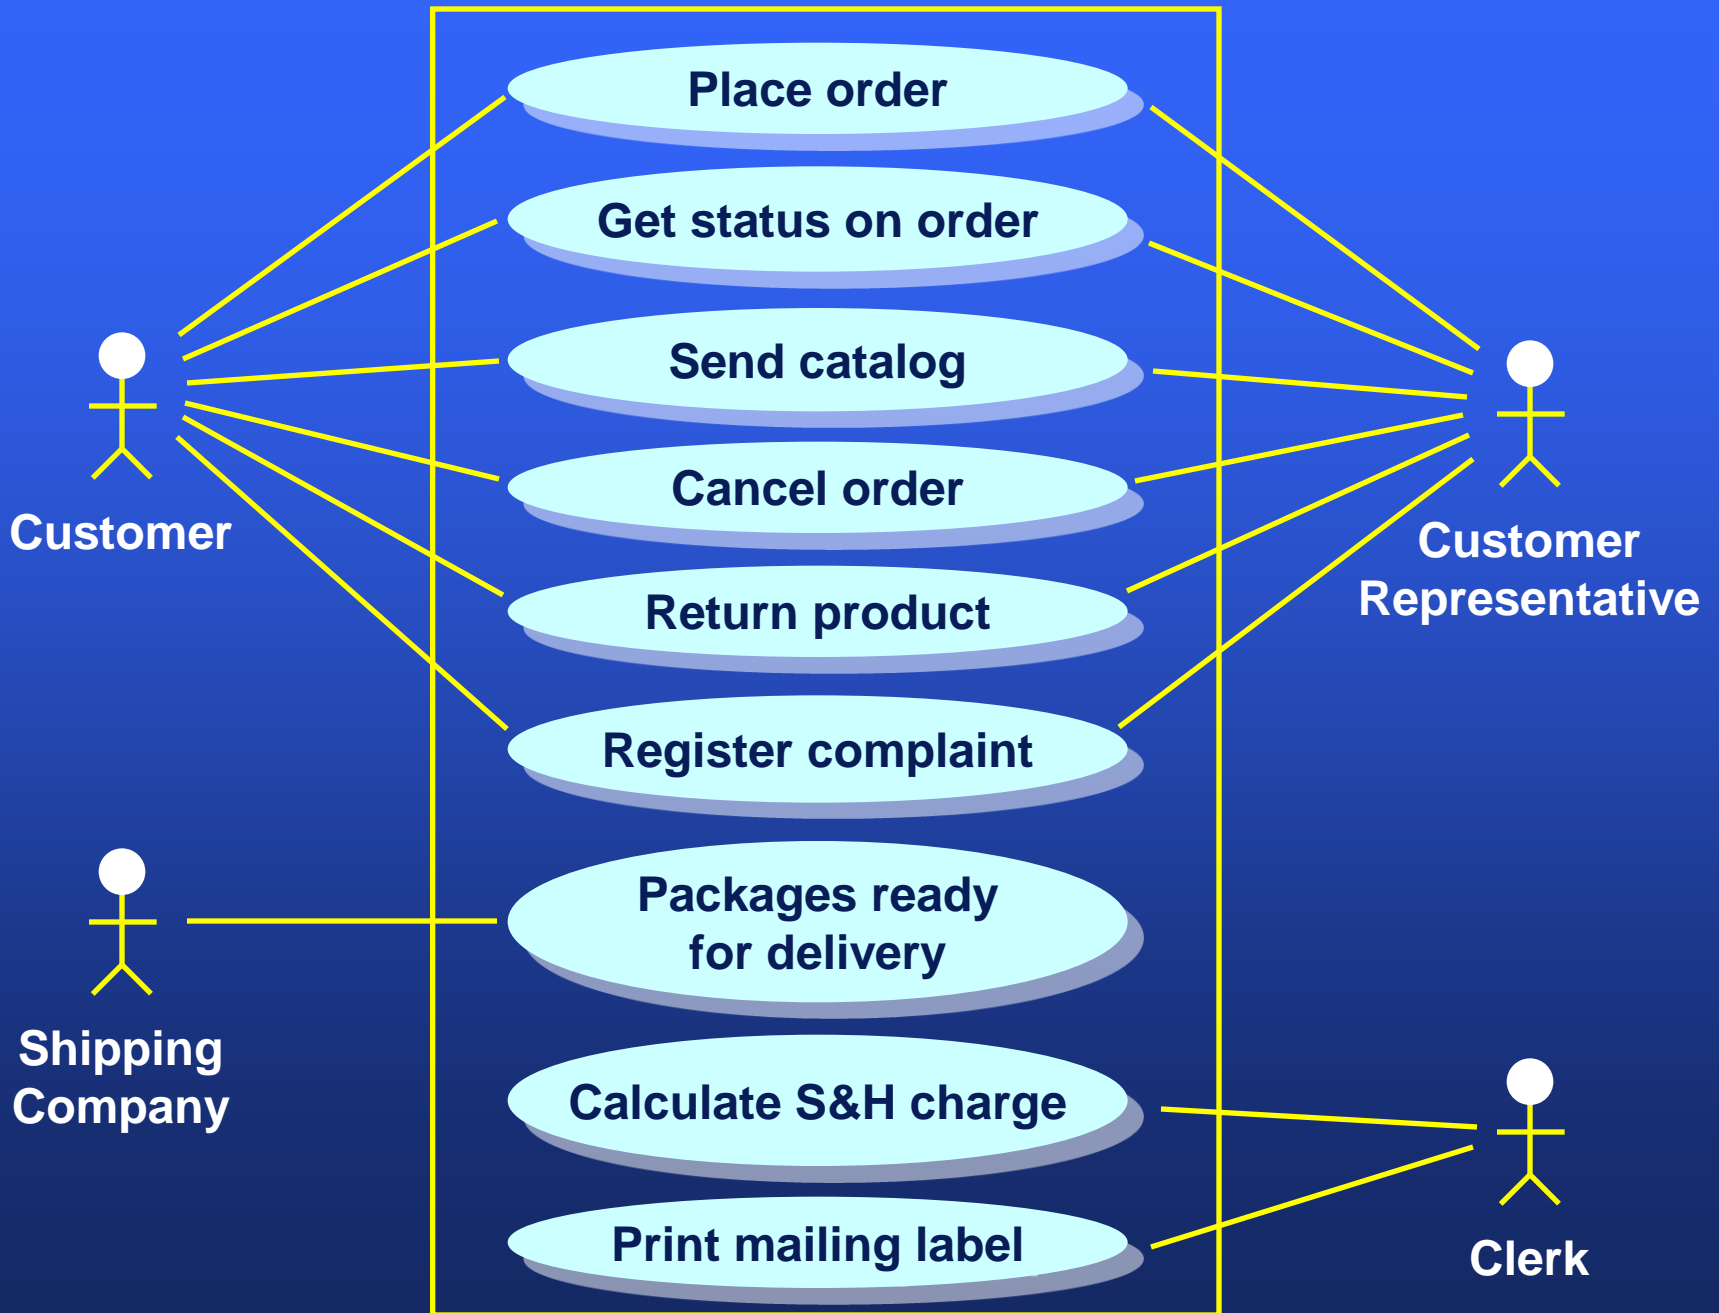 Place order
Get status on order
Send catalog
Cancel order
Customer
Customer
Representative
Return product
Register complaint
Packages ready
for delivery
Shipping
Company
Calculate S&H charge
Print mailing label
Clerk